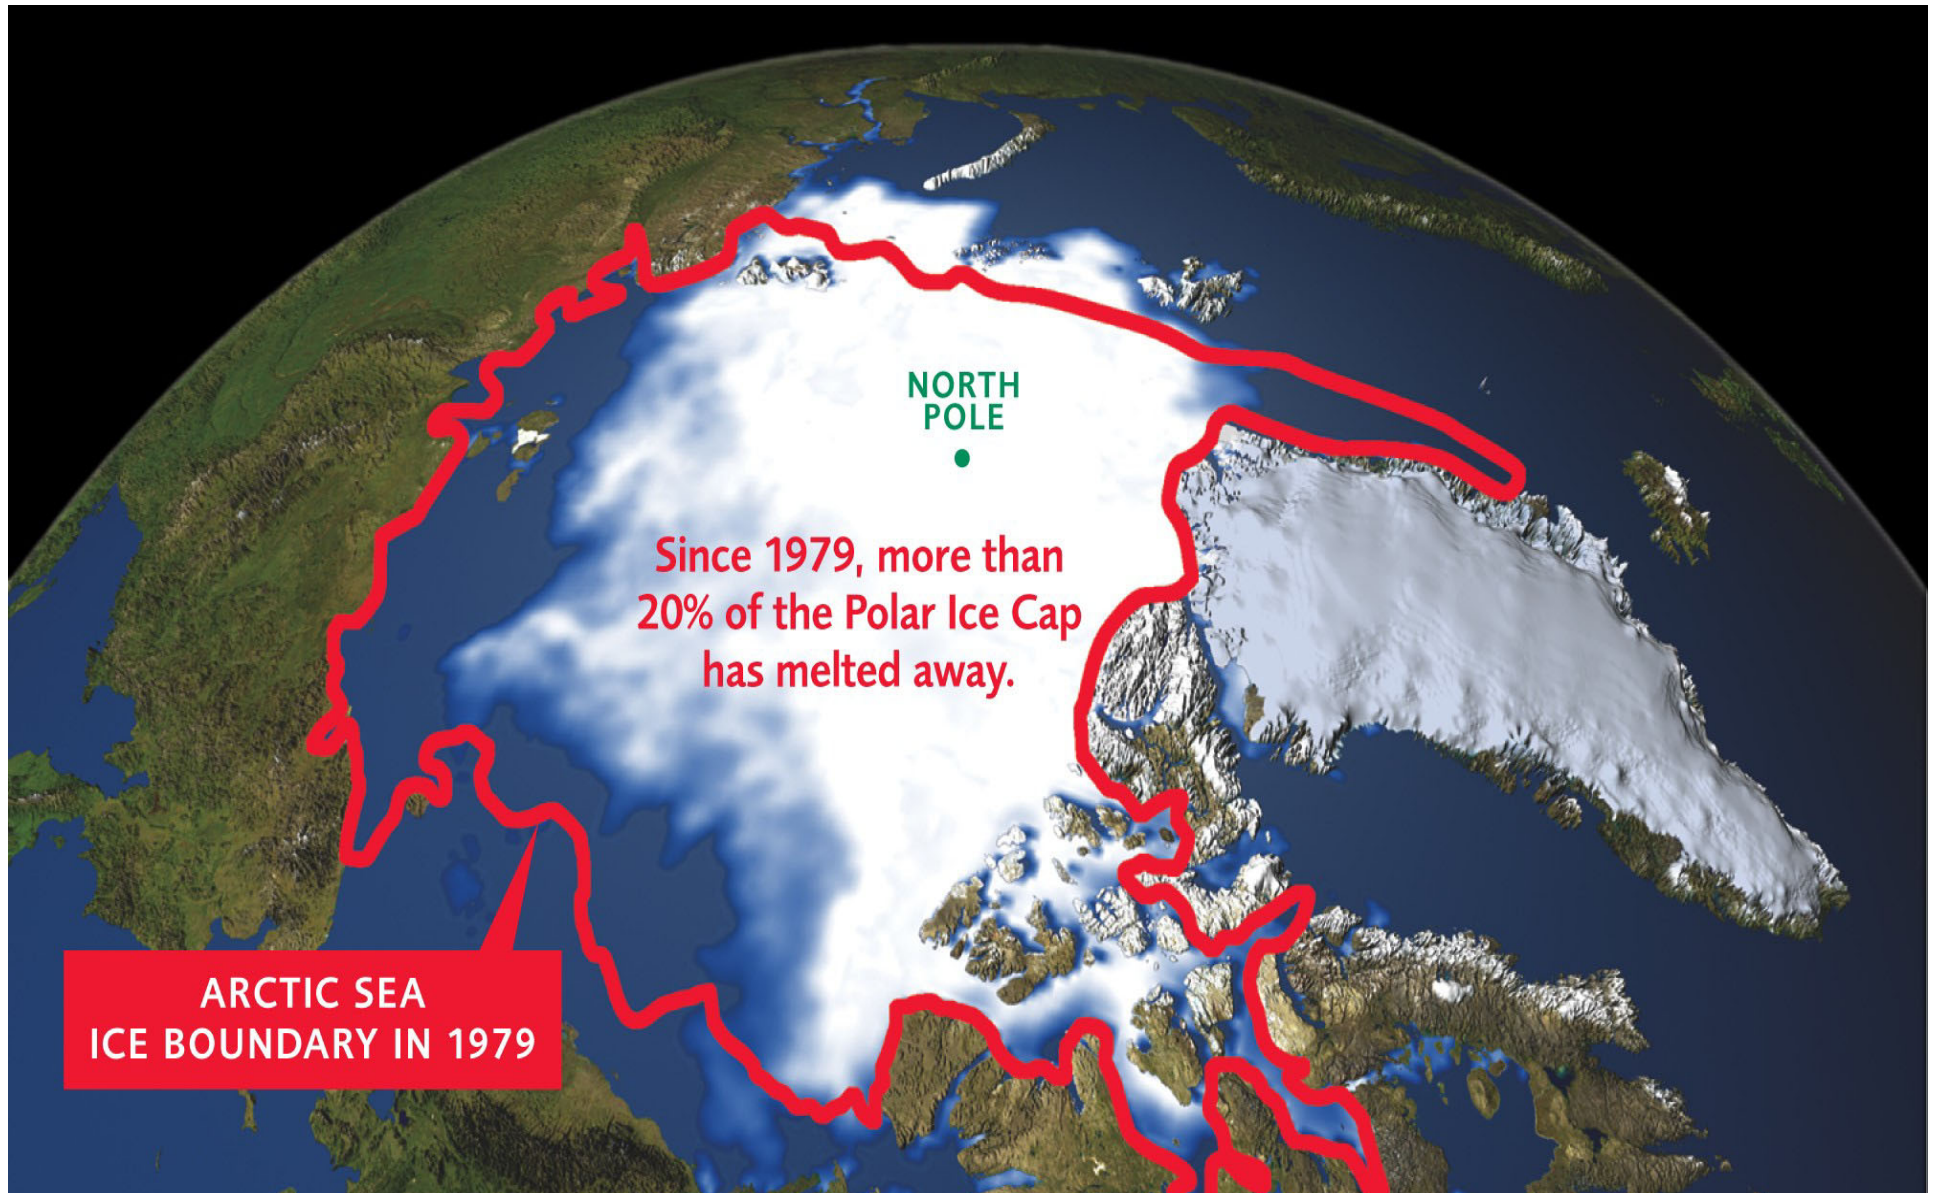 NORTH
POLE
Since 1979, more than
20% of the Polar Ice Cap
has melted away.
ARCTIC SEA
ICE BOUNDARY IN 1979